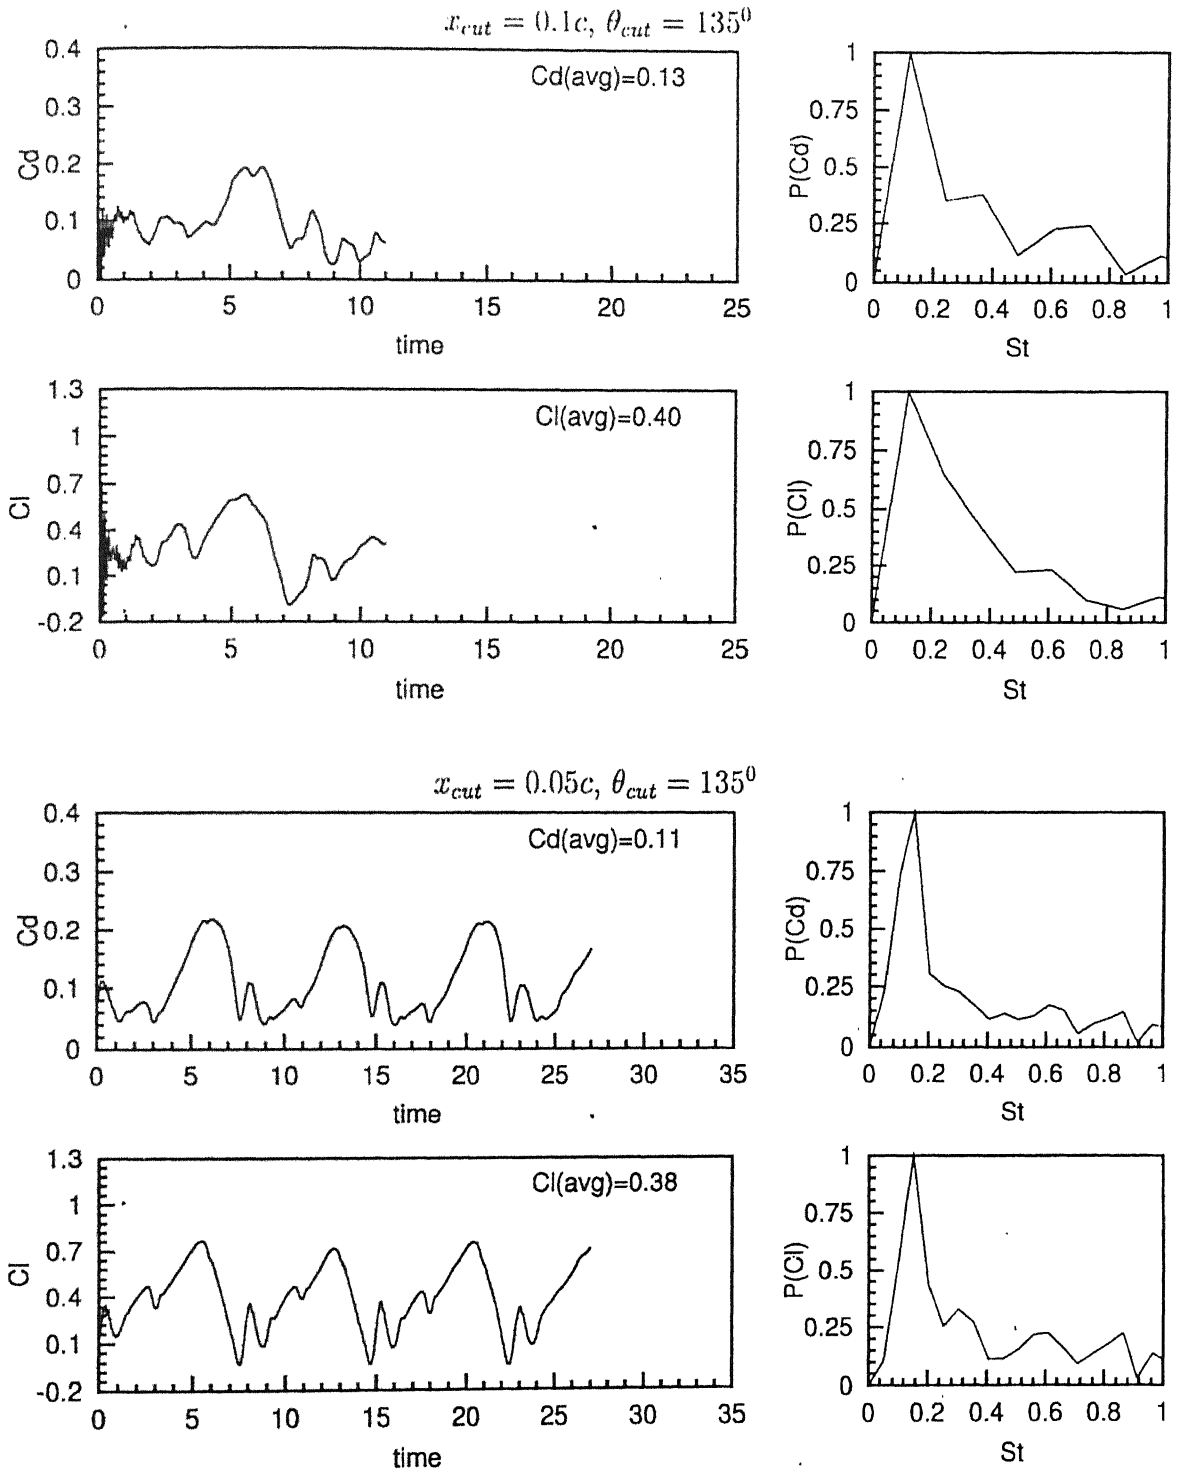 x_cut = 0.1c, θ_cut = 135⁰
Cd(avg)=0.13
Cd
0.4
0.3
0.2
0.1
0
0 5 10 15 20 25
time
P(Cd)
1
0.75
0.5
0.25
0
0 0.2 0.4 0.6 0.8 1
St
Cl(avg)=0.40
Cl
1.3
1
0.7
0.4
0.1
-0.2
0 5 10 15 20 25
time
P(Cl)
1
0.75
0.5
0.25
0
0 0.2 0.4 0.6 0.8 1
St
x_cut = 0.05c, θ_cut = 135⁰
Cd(avg)=0.11
Cd
0.4
0.3
0.2
0.1
0
0 5 10 15 20 25 30 35
time
P(Cd)
1
0.75
0.5
0.25
0
0 0.2 0.4 0.6 0.8 1
St
Cl(avg)=0.38
Cl
1.3
1
0.7
0.4
0.1
-0.2
0 5 10 15 20 25 30 35
time
P(Cl)
1
0.75
0.5
0.25
0
0 0.2 0.4 0.6 0.8 1
St